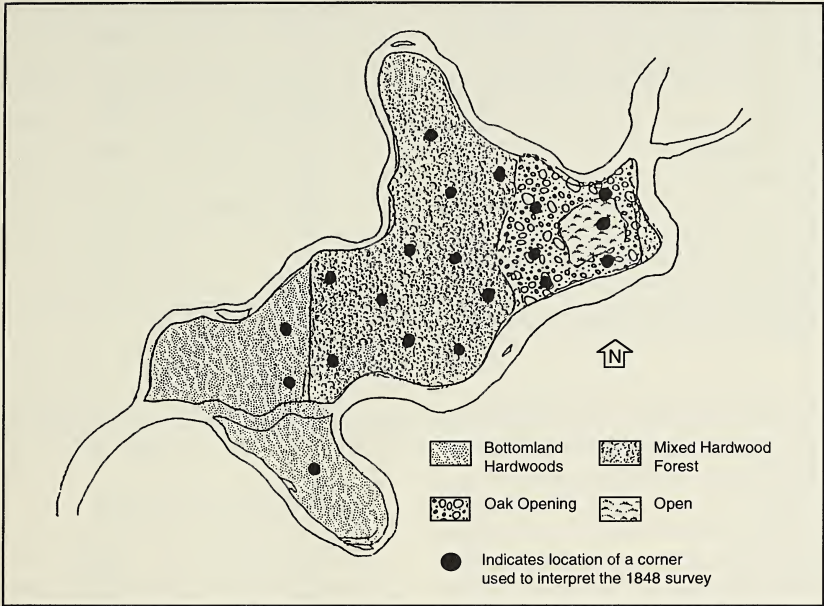 N
Bottomland
Hardwoods
Mixed Hardwood
Forest
Oak Opening
Open
Indicates location of a corner
used to interpret the 1848 survey